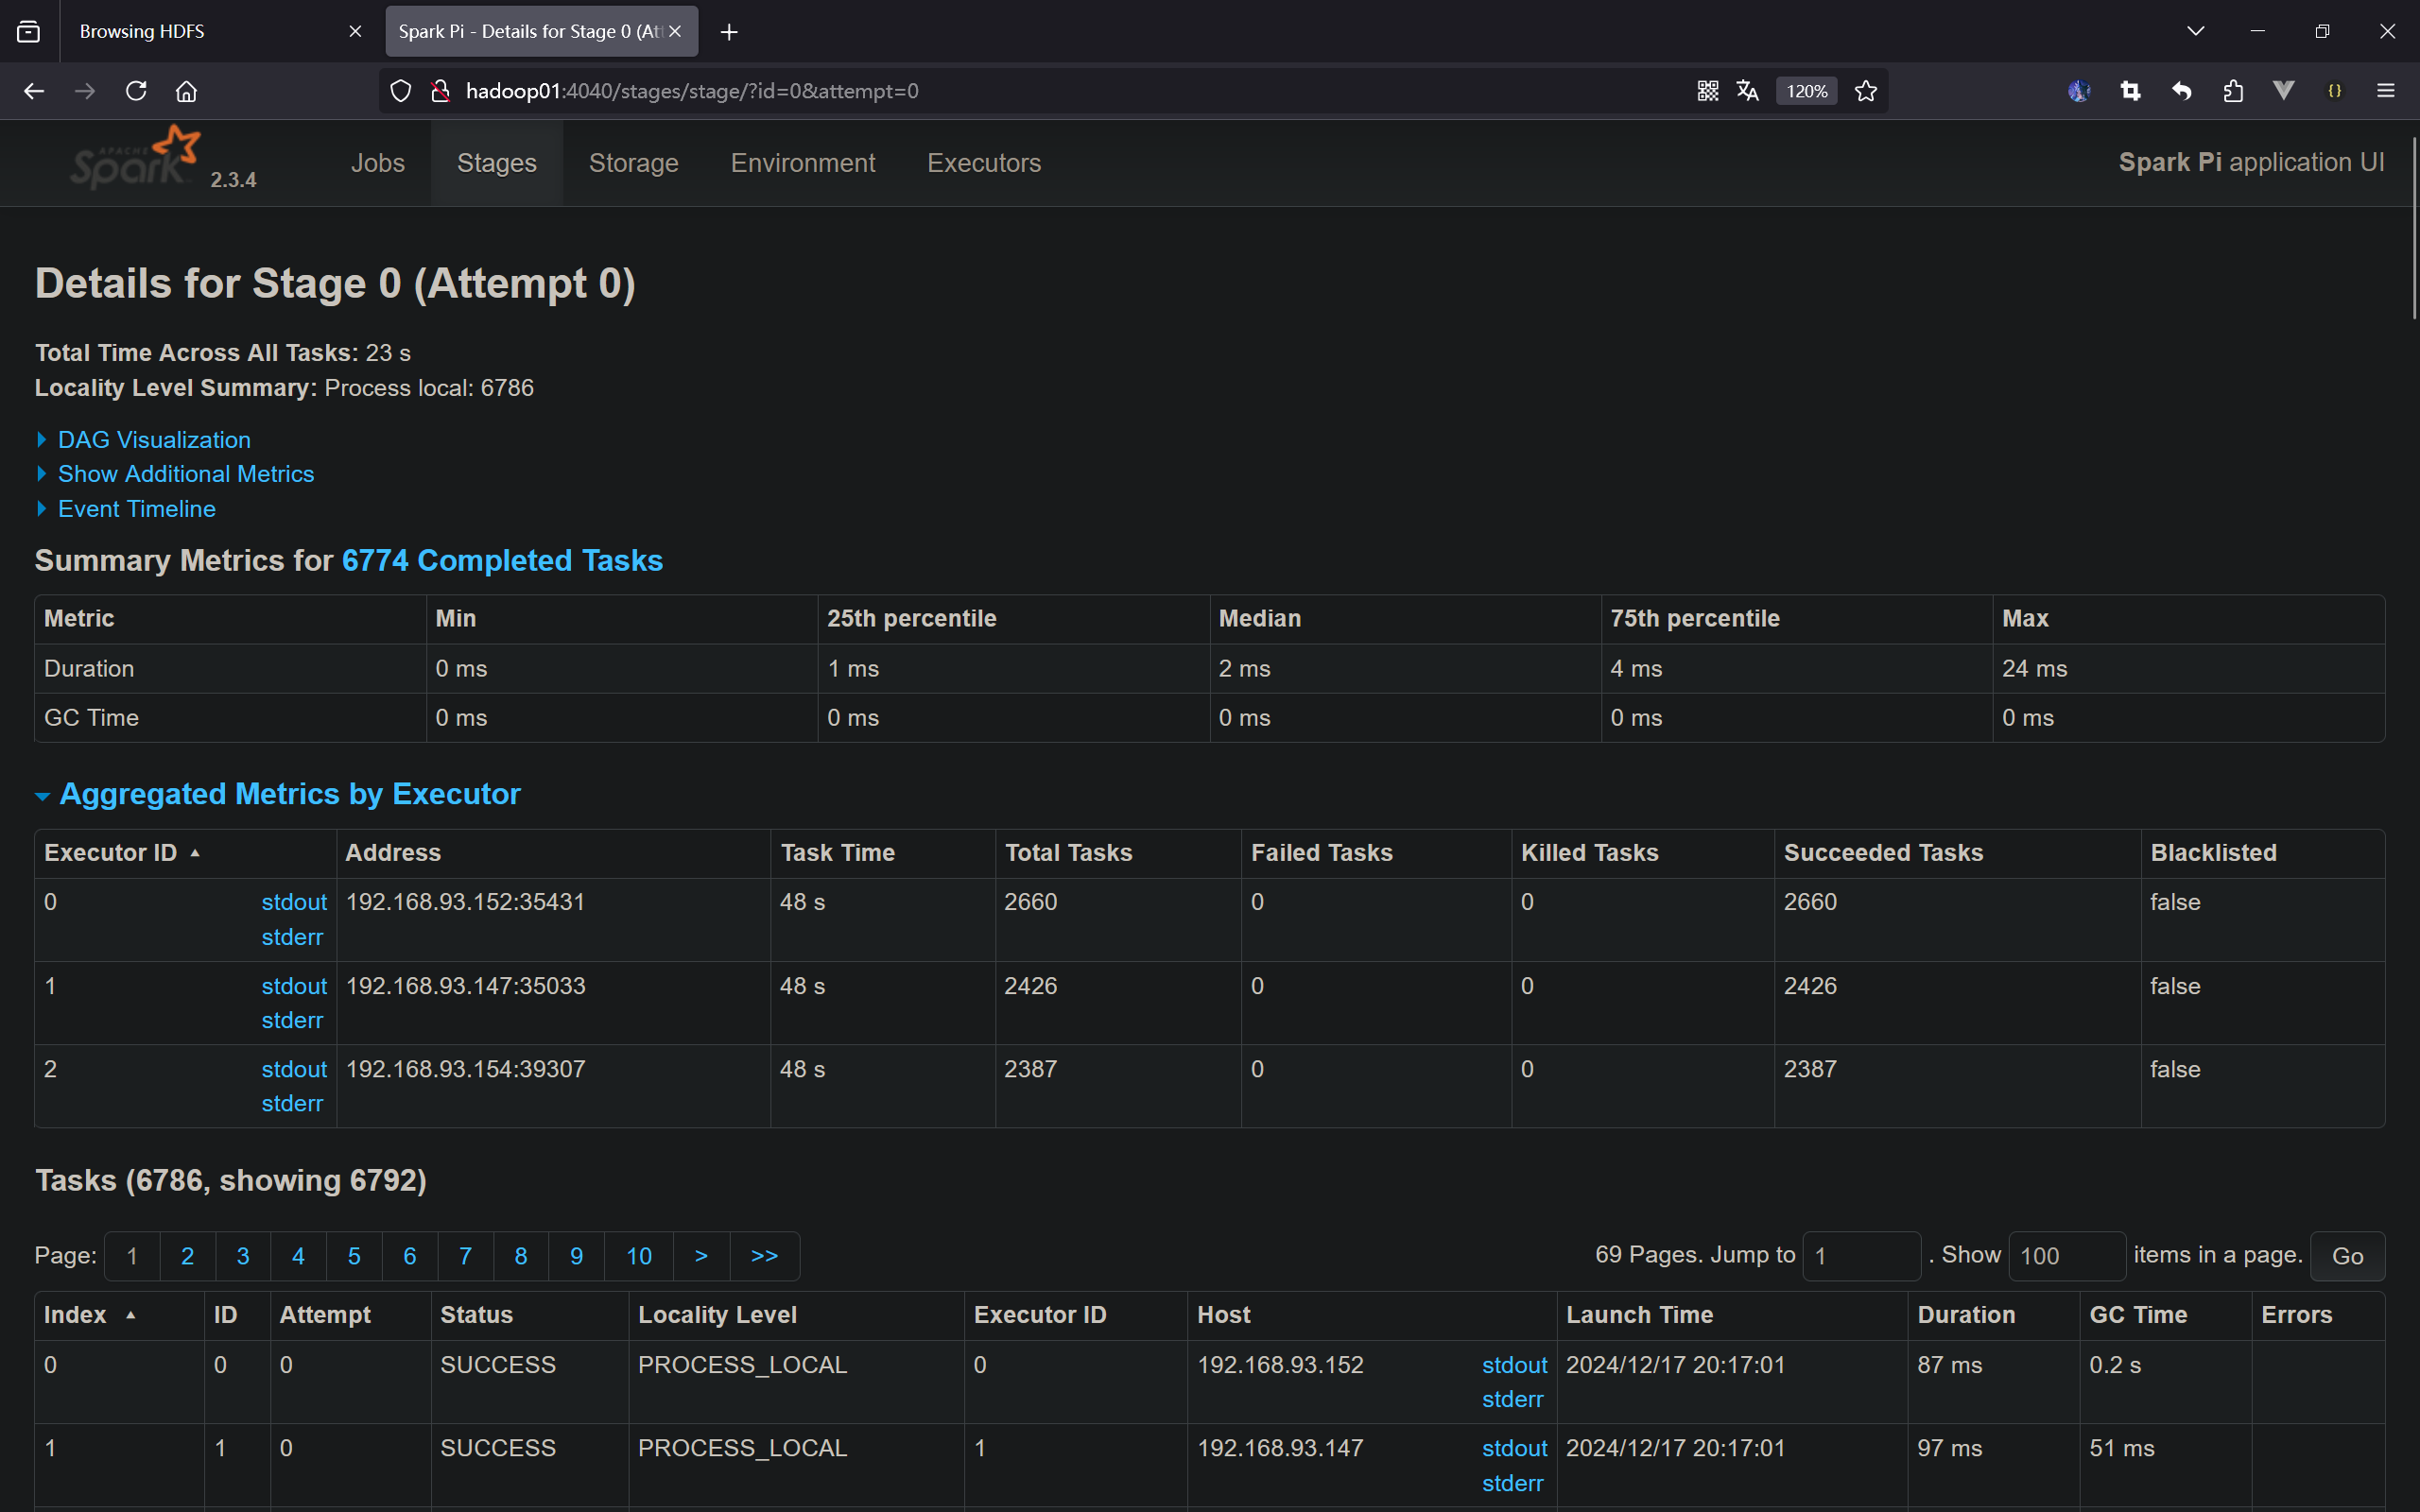 Browsing HDFS
Spark Pi - Details for Stage 0 (Att
hadoop01:4040/stages/stage/?id=0&attempt=0
120%
APACHE
Spark 2.3.4
Jobs Stages Storage Environment Executors
Spark Pi application UI
Details for Stage 0 (Attempt 0)
Total Time Across All Tasks: 23 s
Locality Level Summary: Process local: 6786
DAG Visualization
Show Additional Metrics
Event Timeline
Summary Metrics for 6774 Completed Tasks
Metric Min 25th percentile Median 75th percentile Max
Duration 0 ms 1 ms 2 ms 4 ms 24 ms
GC Time 0 ms 0 ms 0 ms 0 ms 0 ms
Aggregated Metrics by Executor
Executor ID Address Task Time Total Tasks Failed Tasks Killed Tasks Succeeded Tasks Blacklisted
0 stdout 192.168.93.152:35431 48 s 2660 0 0 2660 false
stderr
1 stdout 192.168.93.147:35033 48 s 2426 0 0 2426 false
stderr
2 stdout 192.168.93.154:39307 48 s 2387 0 0 2387 false
stderr
Tasks (6786, showing 6792)
Page: 1 2 3 4 5 6 7 8 9 10 > >>
69 Pages. Jump to 1 . Show 100 items in a page. Go
Index ID Attempt Status Locality Level Executor ID Host Launch Time Duration GC Time Errors
0 0 0 SUCCESS PROCESS_LOCAL 0 192.168.93.152 stdout 2024/12/17 20:17:01 87 ms 0.2 s
stderr
1 1 0 SUCCESS PROCESS_LOCAL 1 192.168.93.147 stdout 2024/12/17 20:17:01 97 ms 51 ms
stderr